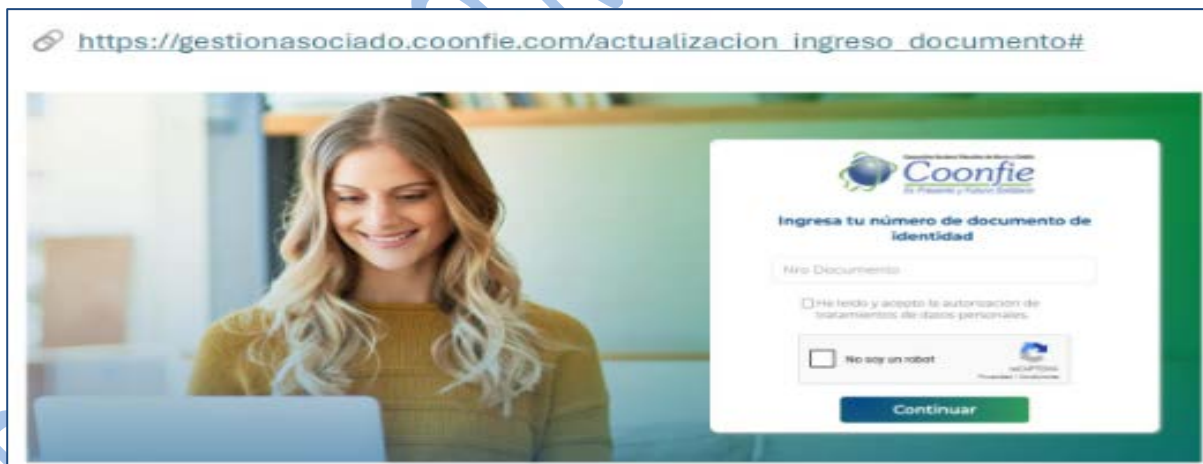 https://gestionasociado.coonfie.com/actualizacion_ingreso_documento#
Coonfie
Ingresa tu número de documento de
identidad
Nro Documento
He leido y acepto la autorización de
tratamientos de datos personales.
No soy un robot
reCAPTCHA
Continuar